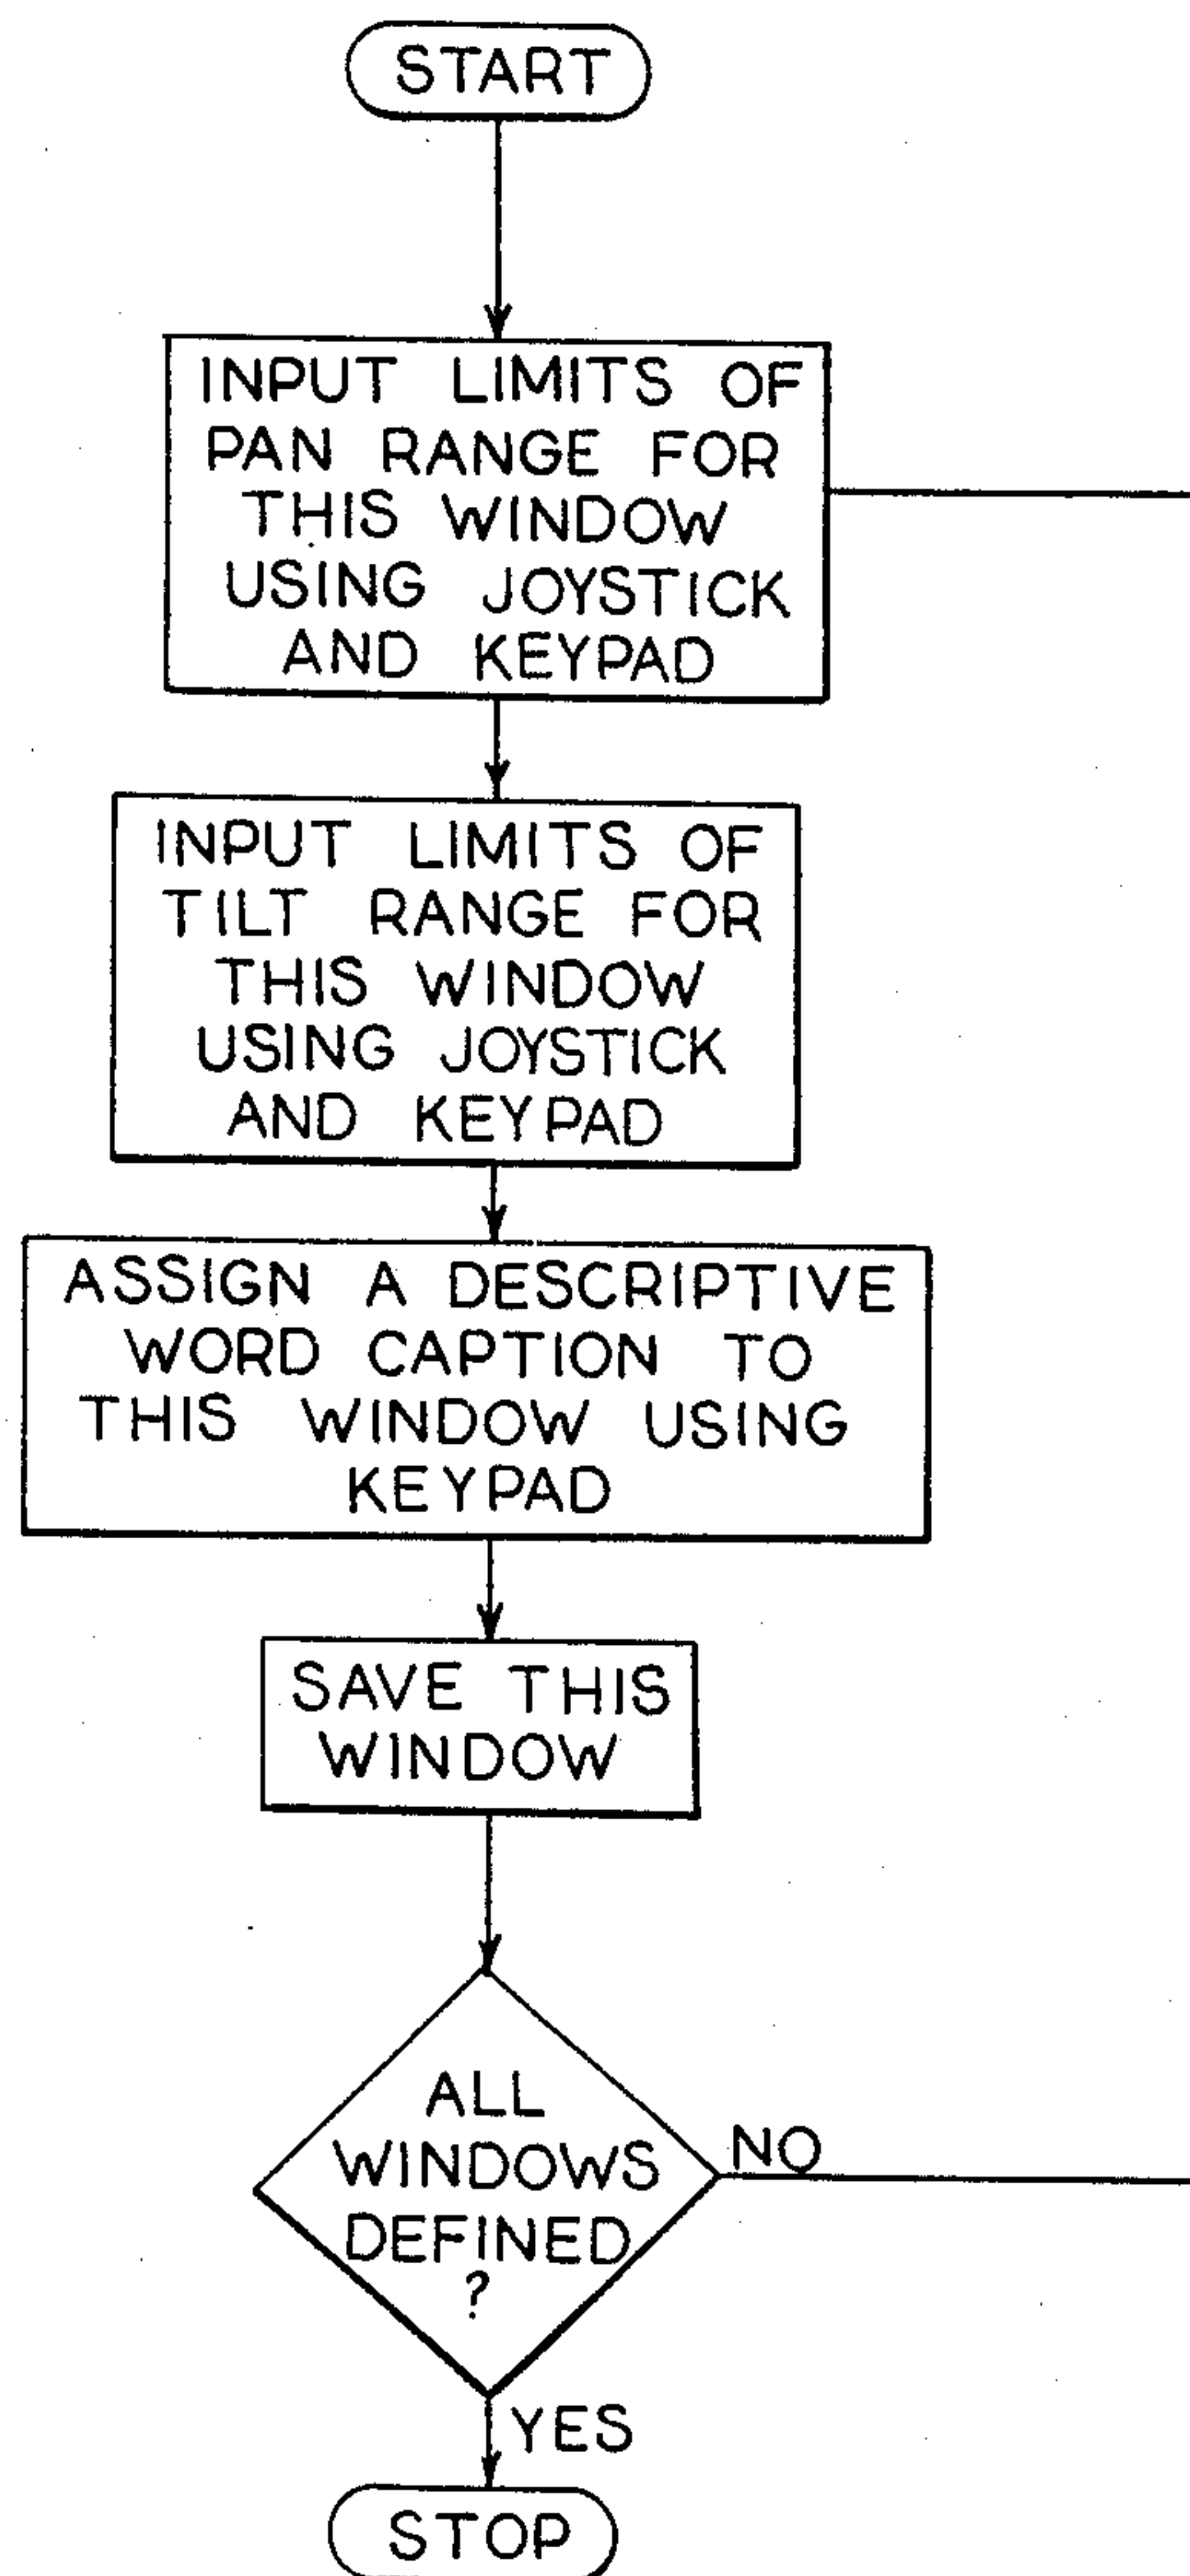 START
INPUT LIMITS OF
PAN RANGE FOR
THIS WINDOW
USING JOYSTICK
AND KEYPAD
INPUT LIMITS OF
TILT RANGE FOR
THIS WINDOW
USING JOYSTICK
AND KEYPAD
ASSIGN A DESCRIPTIVE
WORD CAPTION TO
THIS WINDOW USING
KEYPAD
SAVE THIS
WINDOW
ALL
WINDOWS
DEFINED
?
NO
YES
STOP